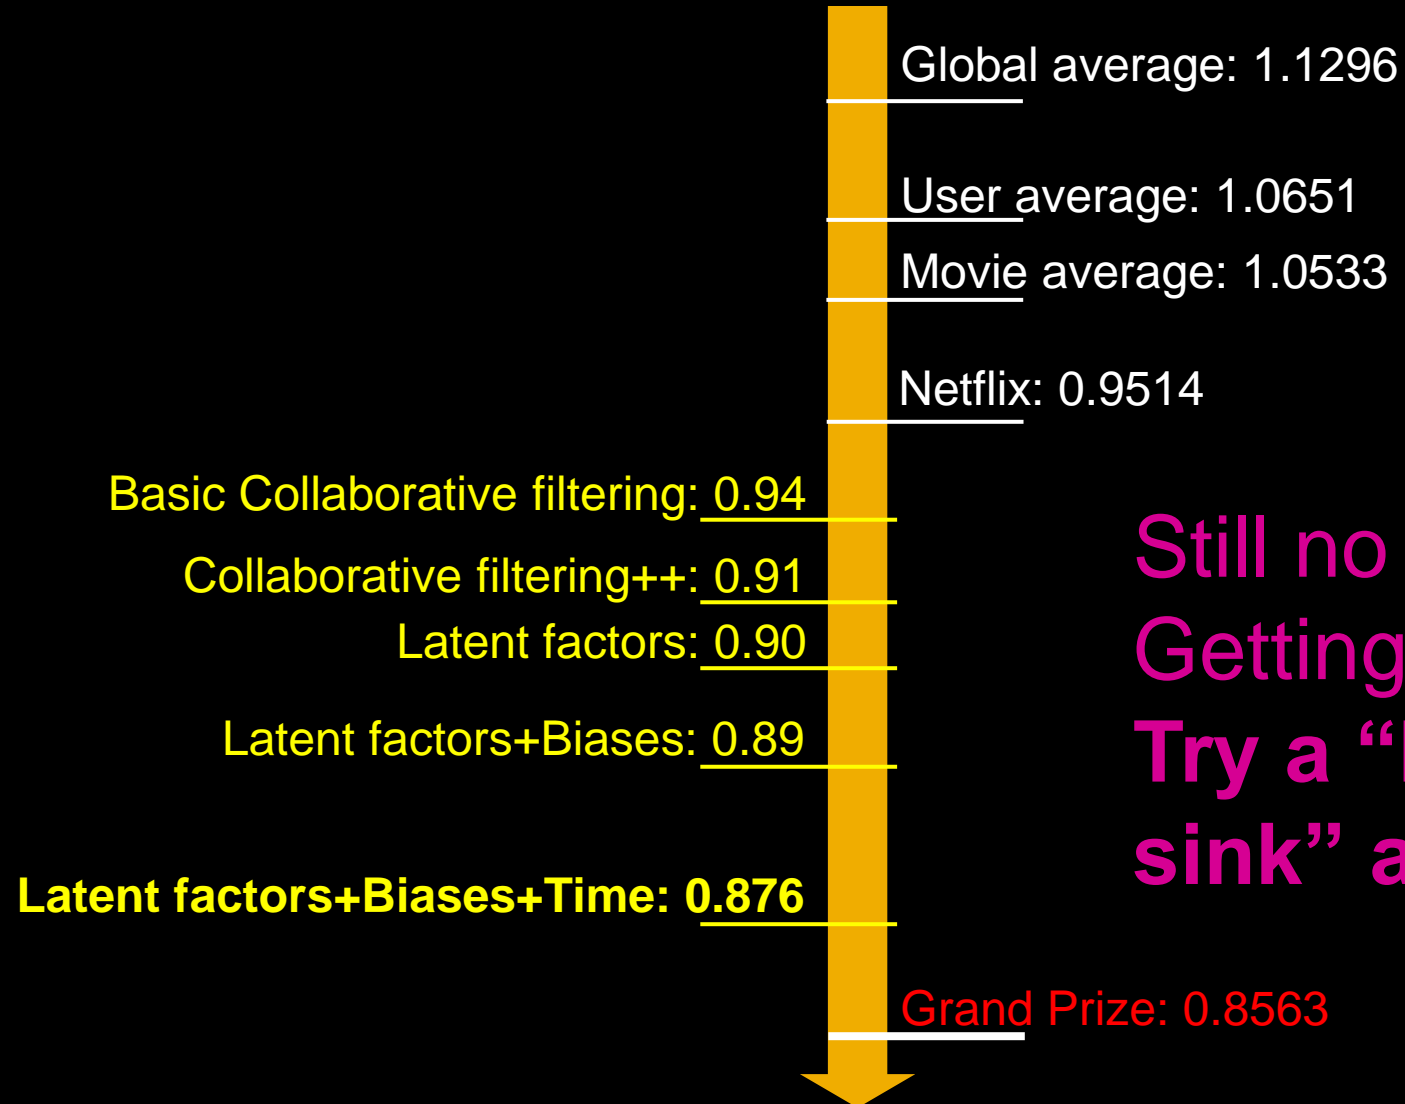 Global average: 1.1296
User average: 1.0651
Movie average: 1.0533
Netflix: 0.9514
Basic Collaborative filtering: 0.94
Collaborative filtering++: 0.91
Latent factors: 0.90
Latent factors+Biases: 0.89
Latent factors+Biases+Time: 0.876
Grand Prize: 0.8563
Still no
Getting
Try a “
sink”